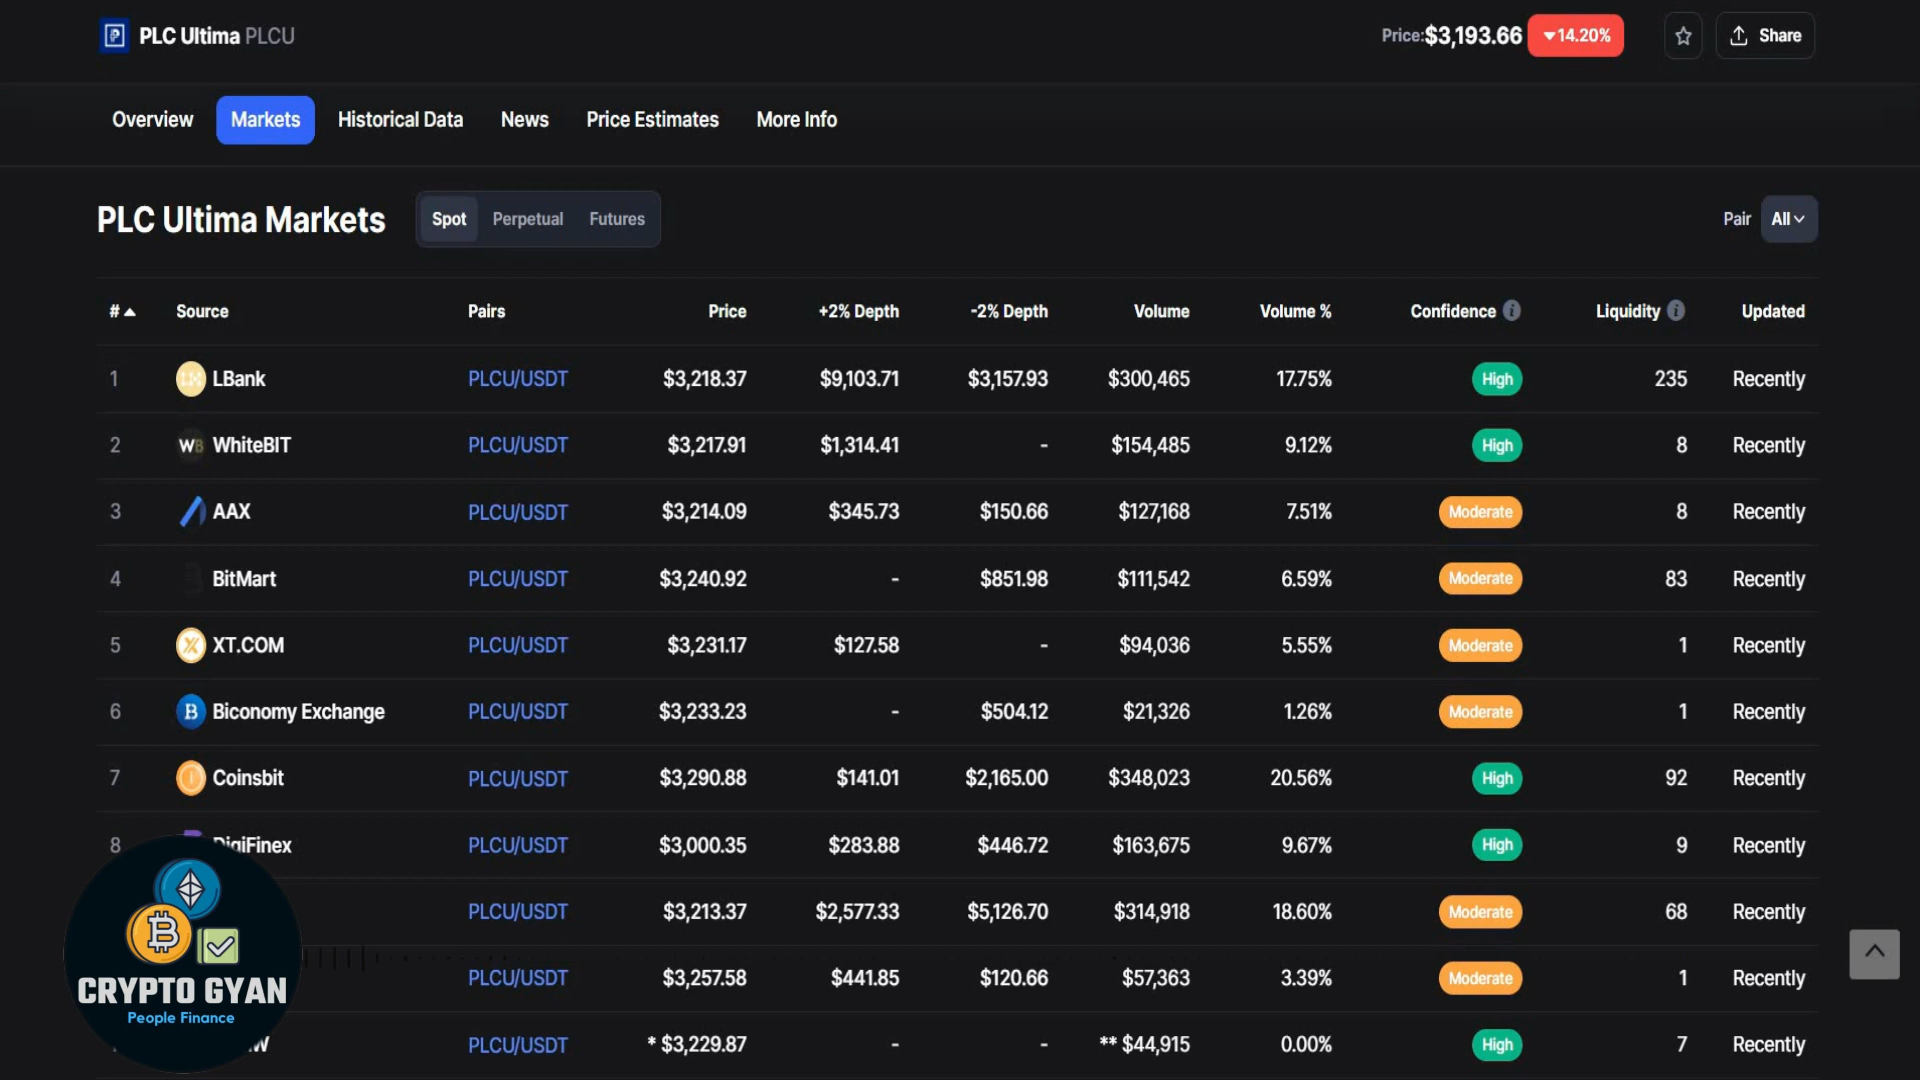 PLC Ultima PLCU Price:$3,193.66 ▼14.20% Share
Overview Markets Historical Data News Price Estimates More Info
PLC Ultima Markets Spot Perpetual Futures Pair All
# Source Pairs Price +2% Depth -2% Depth Volume Volume % Confidence Liquidity Updated
1 LBank PLCU/USDT $3,218.37 $9,103.71 $3,157.93 $300,465 17.75% High 235 Recently
2 WhiteBIT PLCU/USDT $3,217.91 $1,314.41 - $154,485 9.12% High 8 Recently
3 AAX PLCU/USDT $3,214.09 $345.73 $150.66 $127,168 7.51% Moderate 8 Recently
4 BitMart PLCU/USDT $3,240.92 - $851.98 $111,542 6.59% Moderate 83 Recently
5 XT.COM PLCU/USDT $3,231.17 $127.58 - $94,036 5.55% Moderate 1 Recently
6 Biconomy Exchange PLCU/USDT $3,233.23 - $504.12 $21,326 1.26% Moderate 1 Recently
7 Coinsbit PLCU/USDT $3,290.88 $141.01 $2,165.00 $348,023 20.56% High 92 Recently
8 DigiFinex PLCU/USDT $3,000.35 $283.88 $446.72 $163,675 9.67% High 9 Recently
PLCU/USDT $3,213.37 $2,577.33 $5,126.70 $314,918 18.60% Moderate 68 Recently
PLCU/USDT $3,257.58 $441.85 $120.66 $57,363 3.39% Moderate 1 Recently
PLCU/USDT * $3,229.87 - - ** $44,915 0.00% High 7 Recently
CRYPTO GYAN
People Finance